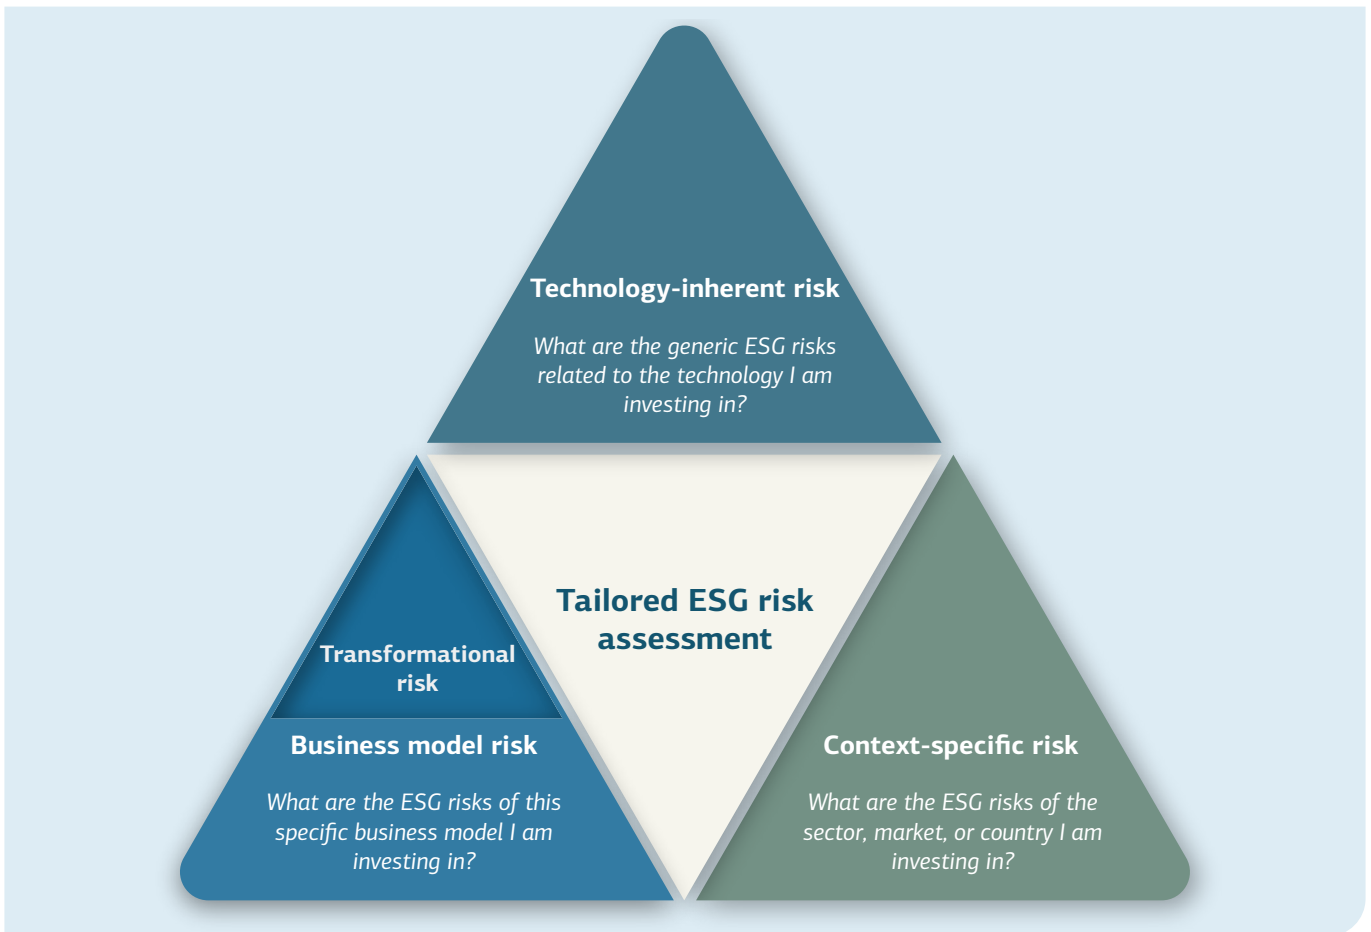 Technology-inherent risk
What are the generic ESG risks
related to the technology I am
investing in?
Tailored ESG risk
assessment
Transformational
risk
Business model risk
What are the ESG risks of this
specific business model I am
investing in?
Context-specific risk
What are the ESG risks of the
sector, market, or country I am
investing in?